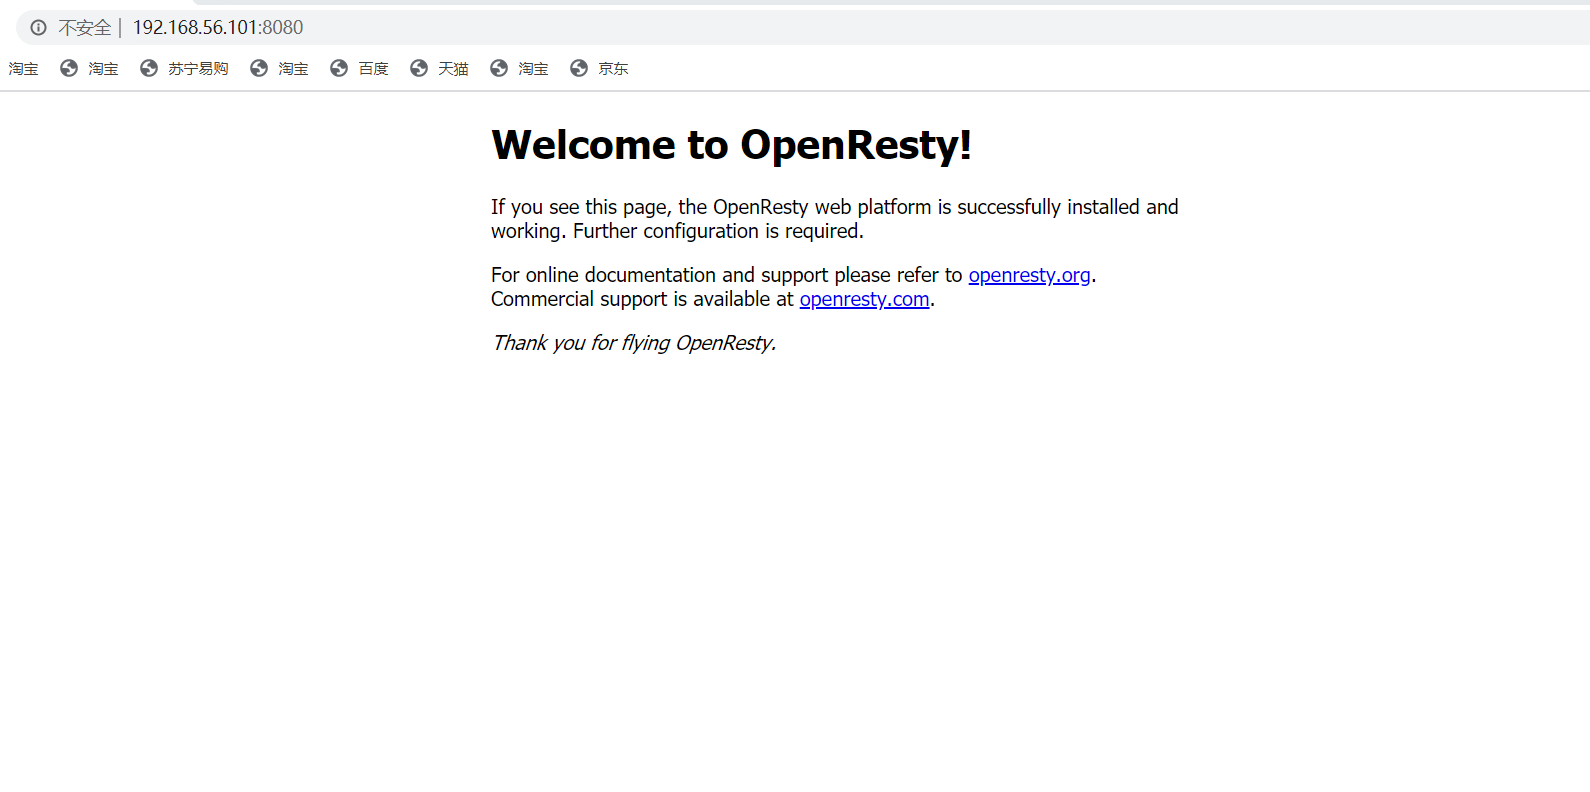 不安全 | 192.168.56.101:8080
淘宝 淘宝 苏宁易购 淘宝 百度 天猫 淘宝 京东
Welcome to OpenResty!
If you see this page, the OpenResty web platform is successfully installed and
working. Further configuration is required.
For online documentation and support please refer to openresty.org.
Commercial support is available at openresty.com.
Thank you for flying OpenResty.